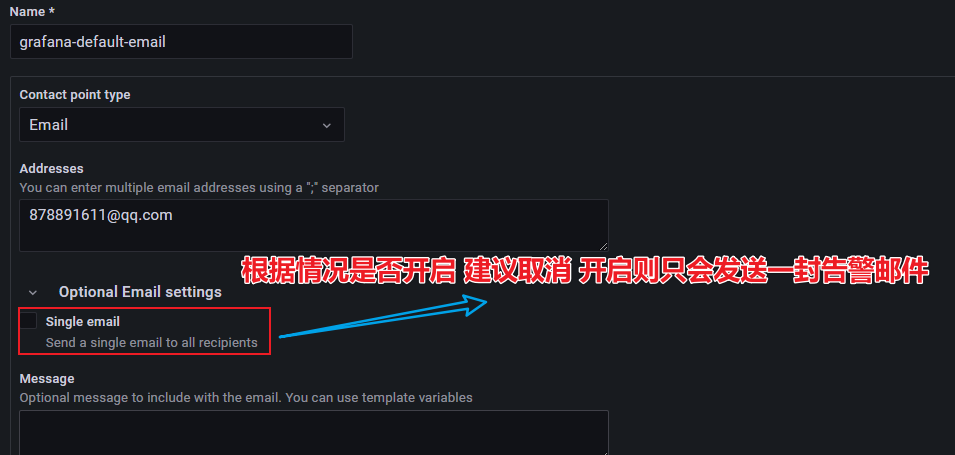 Name *
grafana-default-email
Contact point type
Email
Addresses
You can enter multiple email addresses using a ";" separator
878891611@qq.com
根据情况是否开启 建议取消 开启则只会发送一封告警邮件
Optional Email settings
Single email
Send a single email to all recipients
Message
Optional message to include with the email. You can use template variables